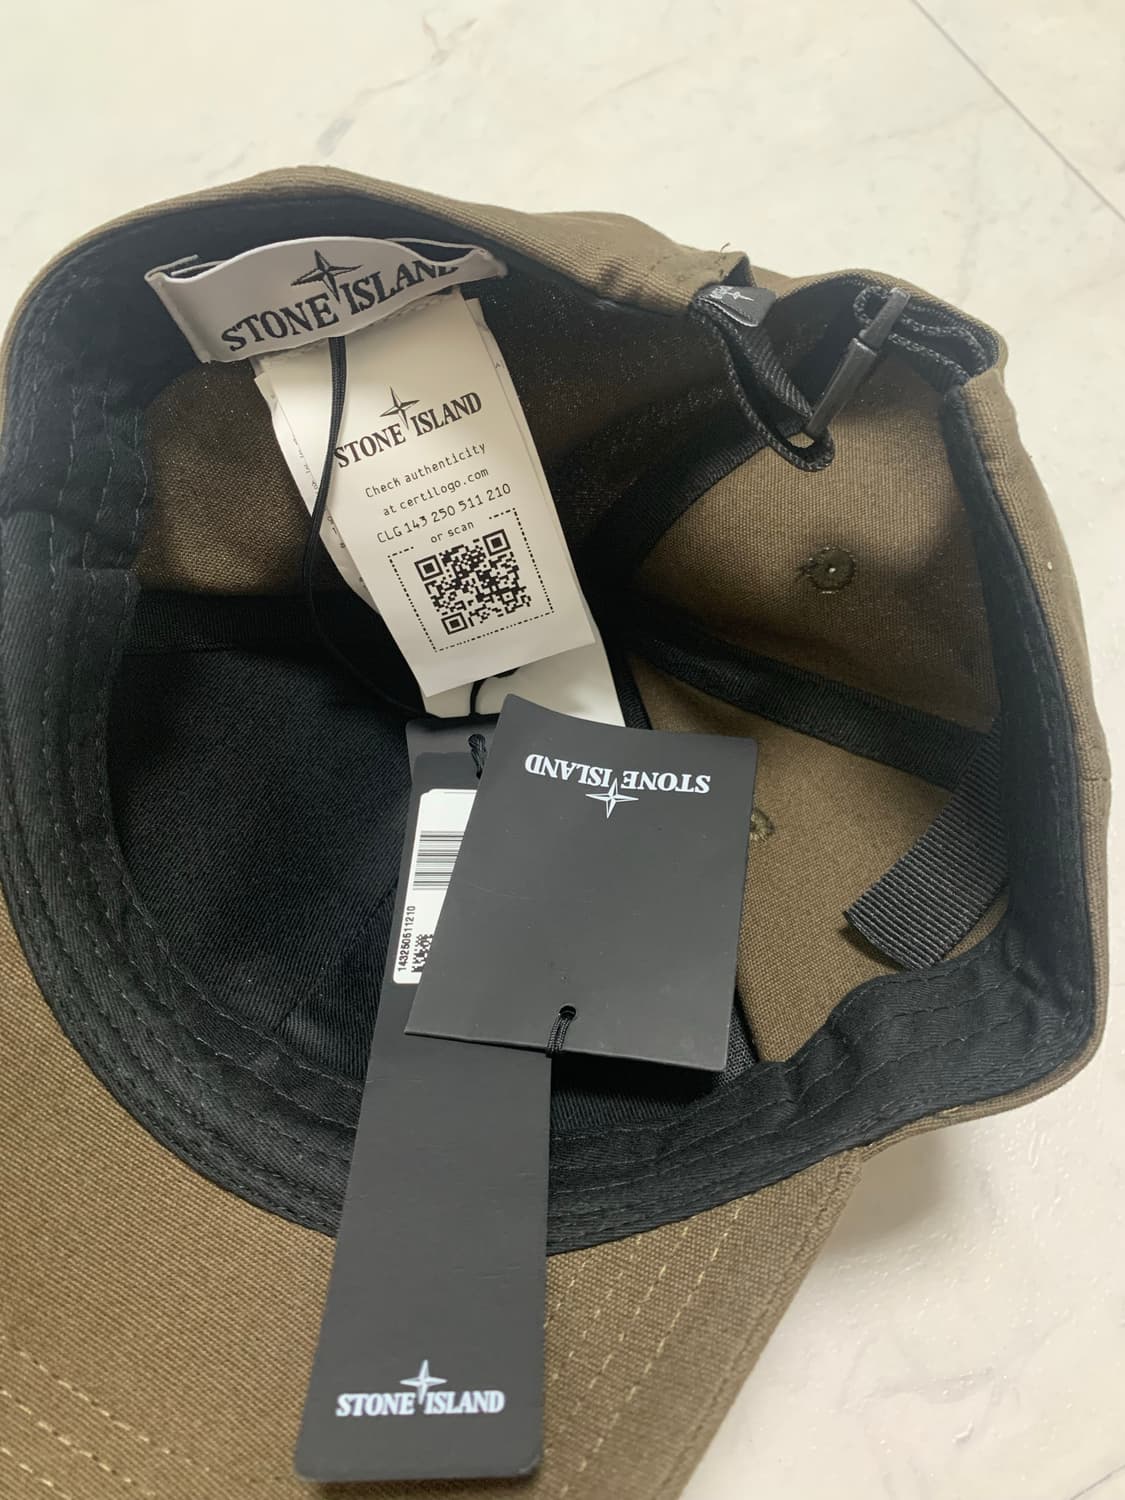 STONE ISLAND
STONE ISLAND
Check authenticity
at certilogo.com
CLG 143 250 511 210
or scan
STONE ISLAND
143250511210
STONE ISLAND